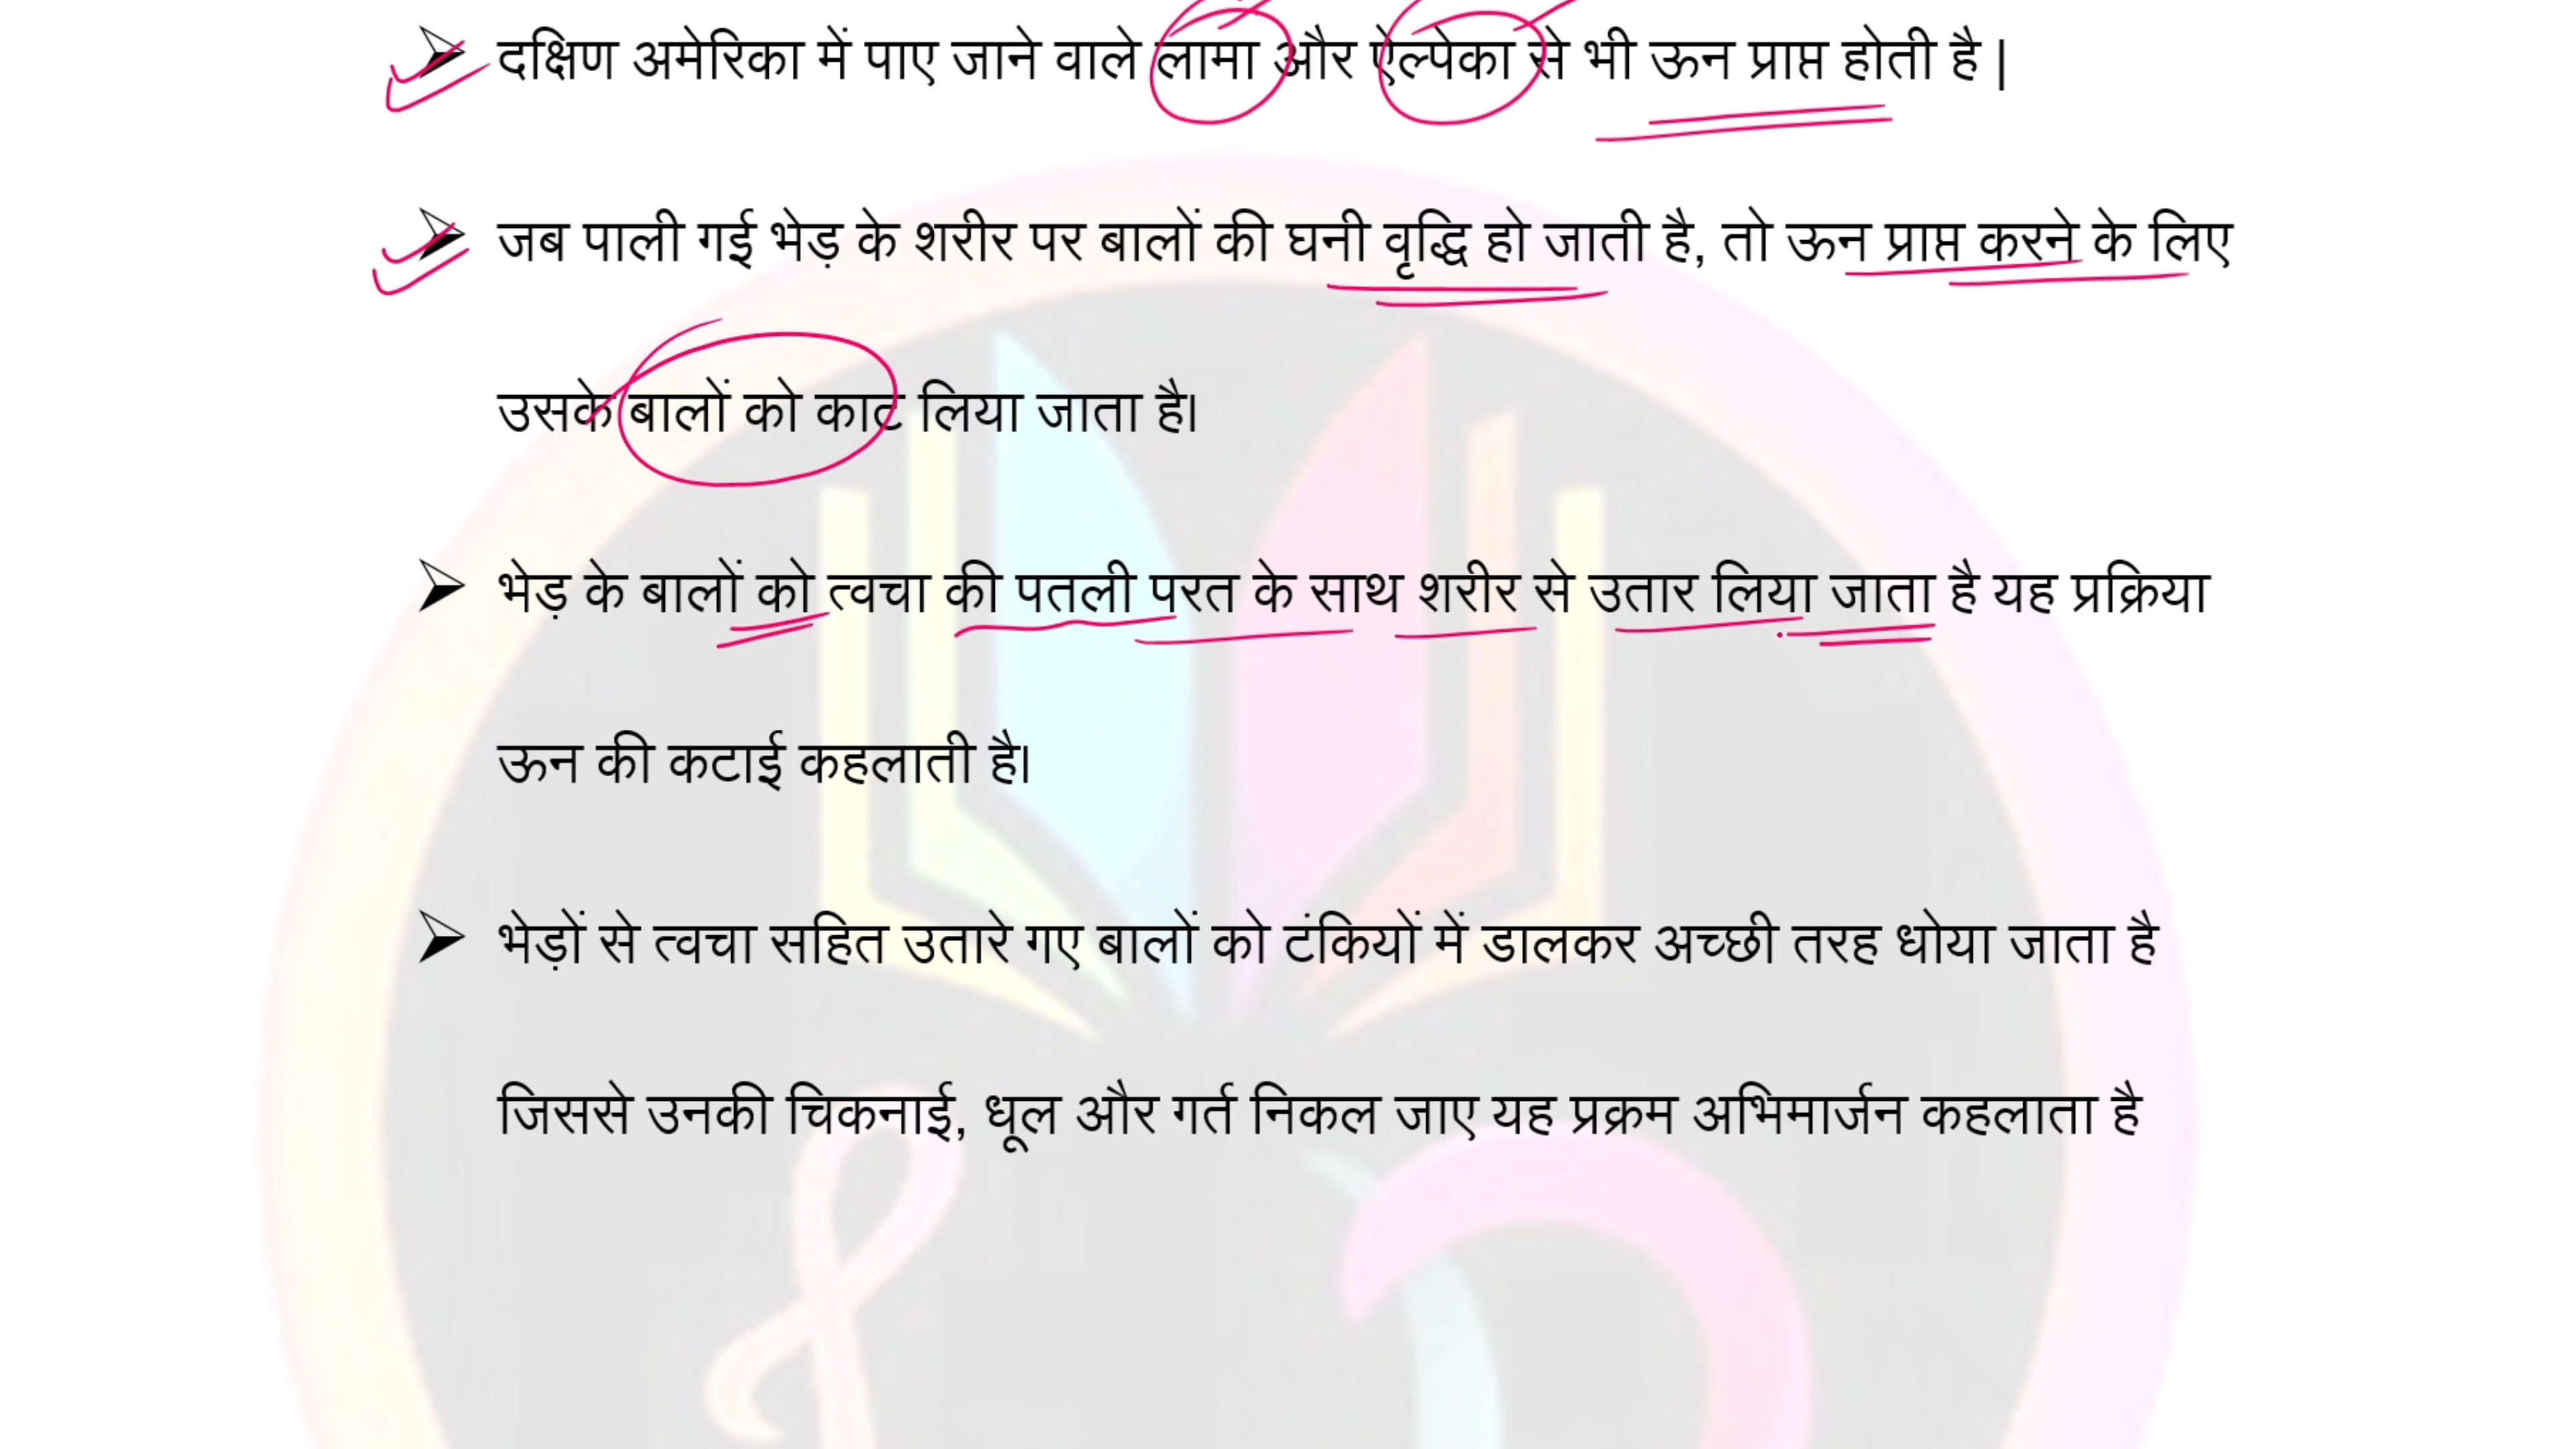 ➤ दक्षिण अमेरिका में पाए जाने वाले लामा और ऐल्पेका से भी ऊन प्राप्त होती है |
➤ जब पाली गई भेड़ के शरीर पर बालों की घनी वृद्धि हो जाती है, तो ऊन प्राप्त करने के लिए
उसके बालों को काट लिया जाता है।
➤ भेड़ के बालों को त्वचा की पतली परत के साथ शरीर से उतार लिया जाता है यह प्रक्रिया
ऊन की कटाई कहलाती है।
➤ भेड़ों से त्वचा सहित उतारे गए बालों को टंकियों में डालकर अच्छी तरह धोया जाता है
जिससे उनकी चिकनाई, धूल और गर्त निकल जाए यह प्रक्रम अभिमार्जन कहलाता है